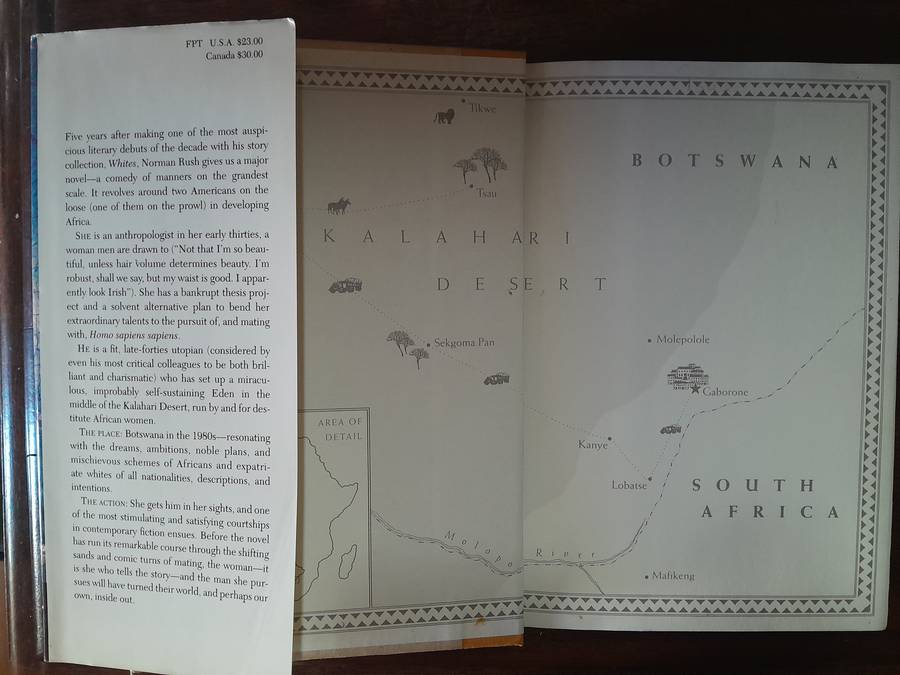 FPT U.S.A. $23.00
Canada $30.00
Five years after making one of the most auspi-
cious literary debuts of the decade with his story
collection, Whites, Norman Rush gives us a major
novel—a comedy of manners on the grandest
scale. It revolves around two Americans on the
loose (one of them on the prowl) in developing
Africa.
SHE is an anthropologist in her early thirties, a
woman men are drawn to ("Not that I'm so beau-
tiful, unless hair volume determines beauty. I'm
robust, shall we say, but my waist is good. I appar-
ently look Irish"). She has a bankrupt thesis proj-
ect and a solvent alternative plan to bend her
extraordinary talents to the pursuit of, and mating
with, Homo sapiens sapiens.
HE is a fit, late-forties utopian (considered by
even his most critical colleagues to be both bril-
liant and charismatic) who has set up a miracu-
lous, improbably self-sustaining Eden in the
middle of the Kalahari Desert, run by and for des-
titute African women.
THE PLACE: Botswana in the 1980s—resonating
with the dreams, ambitions, noble plans, and
mischievous schemes of Africans and expatri-
ate whites of all nationalities, descriptions, and
intentions.
THE ACTION: She gets him in her sights, and one
of the most stimulating and satisfying courtships
in contemporary fiction ensues. Before the novel
has run its remarkable course through the shifting
sands and comic turns of mating, the woman—it
is she who tells the story—and the man she pur-
sues will have turned their world, and perhaps our
own, inside out.
Tikwe
BOTSWANA
Tsau
KALAHARI
DESERT
Molepolole
Sekgoma Pan
Gaborone
AREA OF
DETAIL
Kanye
Lobatse
SOUTH
AFRICA
Molopo River
Mafikeng